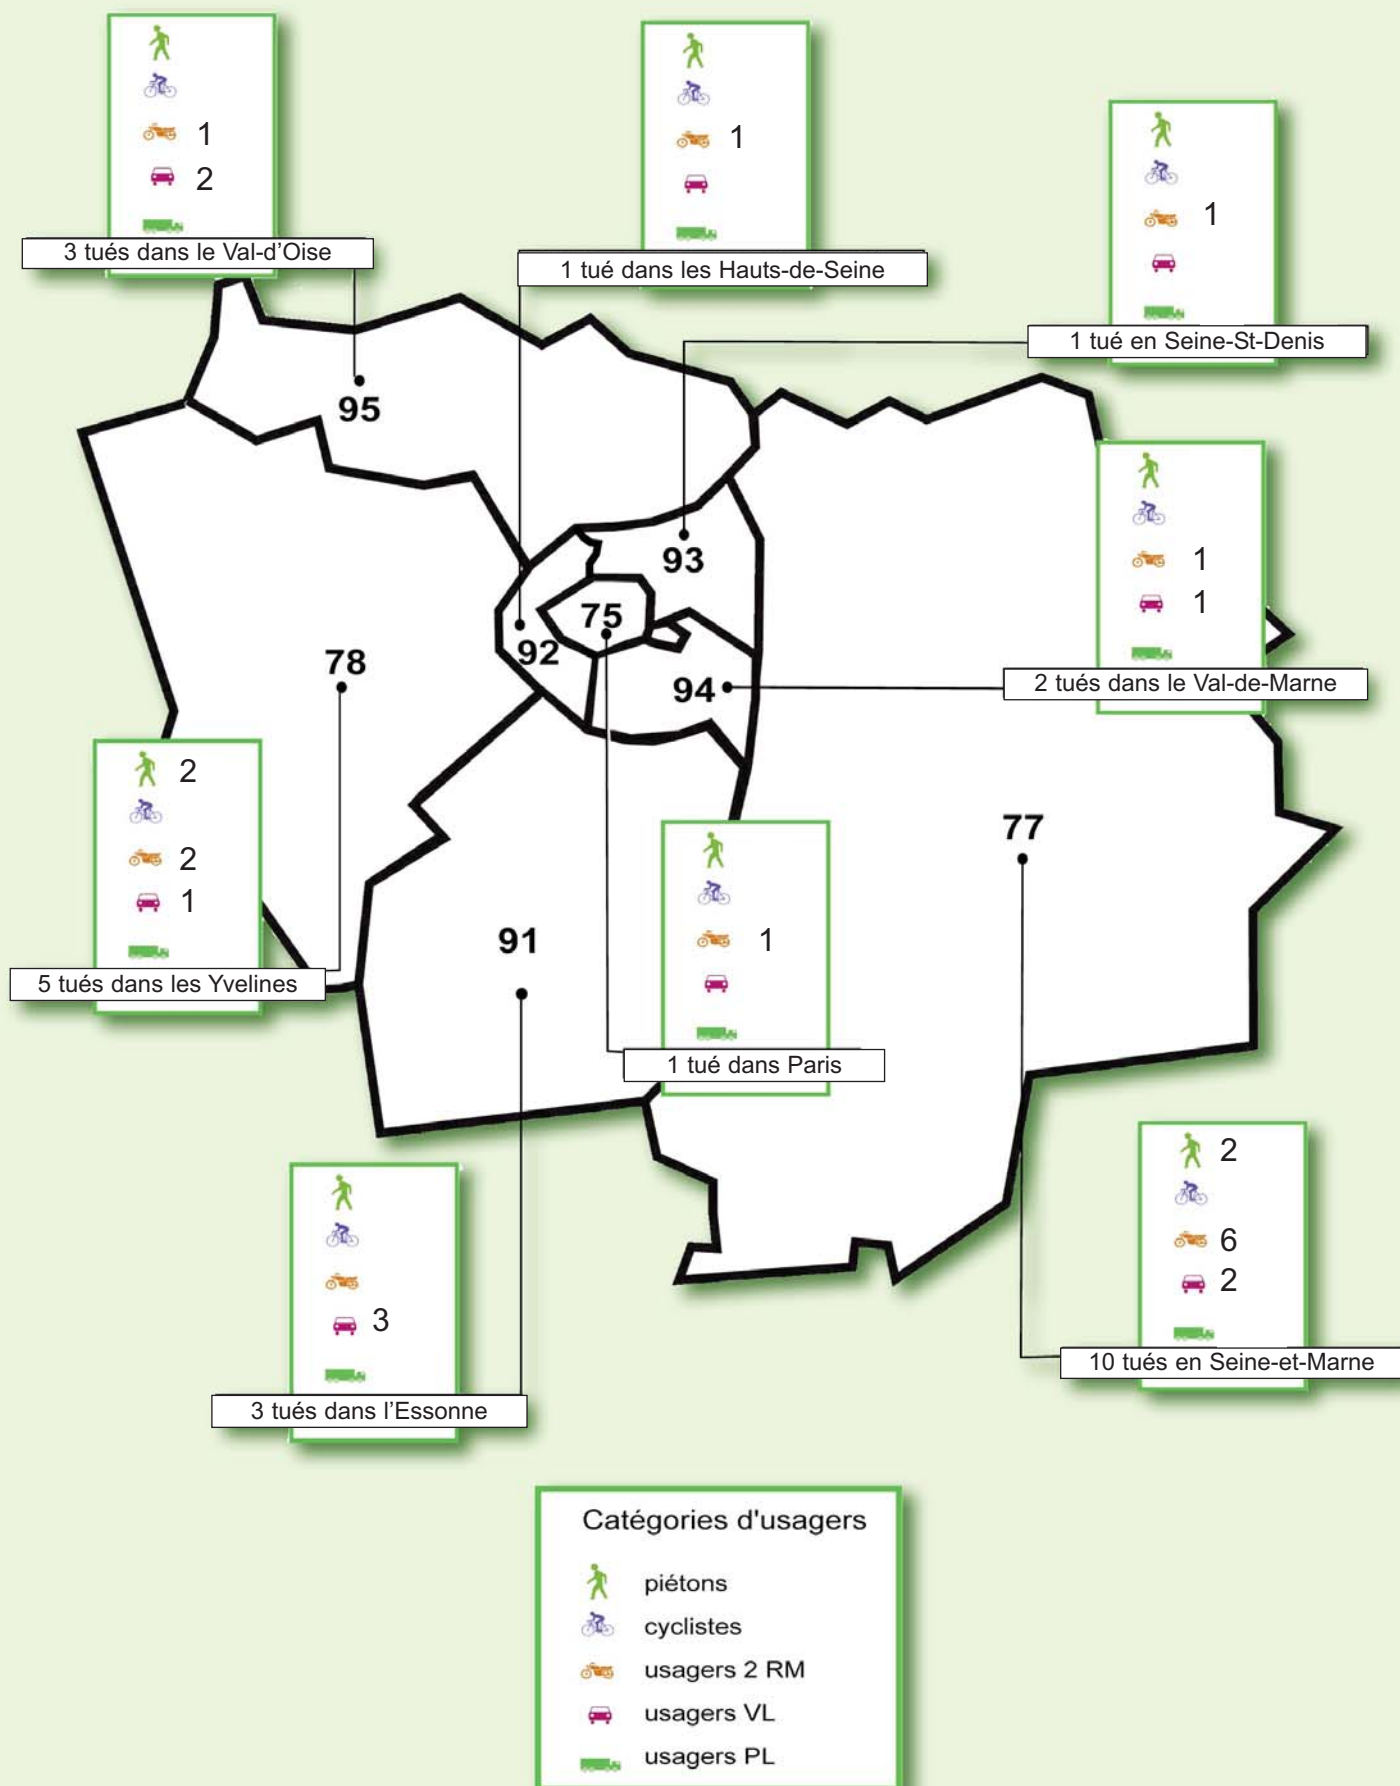 1
2
3 tués dans le Val-d'Oise
1
1 tué dans les Hauts-de-Seine
1
1 tué en Seine-St-Denis
95
93
75
92
78
94
1
1
2 tués dans le Val-de-Marne
2
2
1
5 tués dans les Yvelines
77
91
1
1 tué dans Paris
2
6
2
10 tués en Seine-et-Marne
3
3 tués dans l'Essonne
Catégories d'usagers
piétons
cyclistes
usagers 2 RM
usagers VL
usagers PL